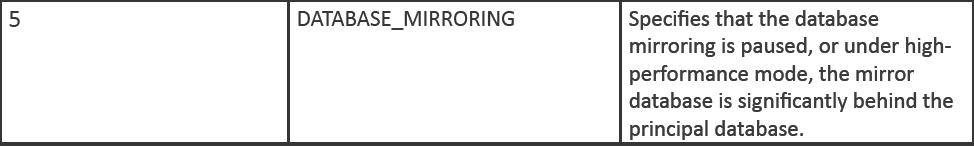 5
DATABASE_MIRRORING
Specifies that the database
mirroring is paused, or under high-
performance mode, the mirror
database is significantly behind the
principal database.